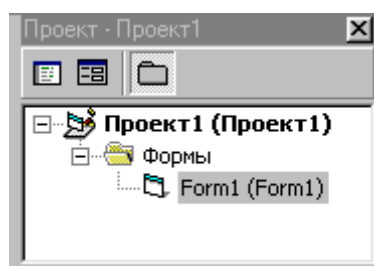 Проект - Проект1
Проект1 (Проект1)
Формы
Form1 (Form1)